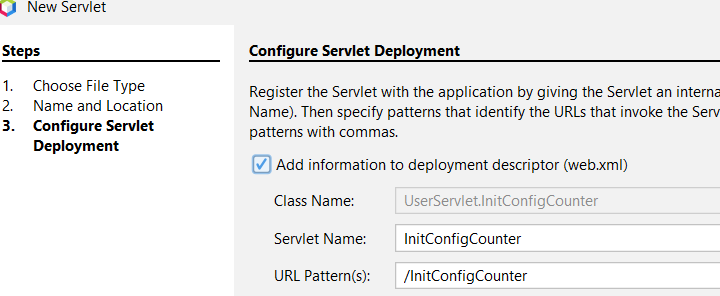 New Servlet
Steps
1. Choose File Type
2. Name and Location
3. Configure Servlet
Deployment
Configure Servlet Deployment
Register the Servlet with the application by giving the Servlet an interna
Name). Then specify patterns that identify the URLs that invoke the Serv
patterns with commas.
Add information to deployment descriptor (web.xml)
Class Name: UserServlet.InitConfigCounter
Servlet Name: InitConfigCounter
URL Pattern(s): /InitConfigCounter